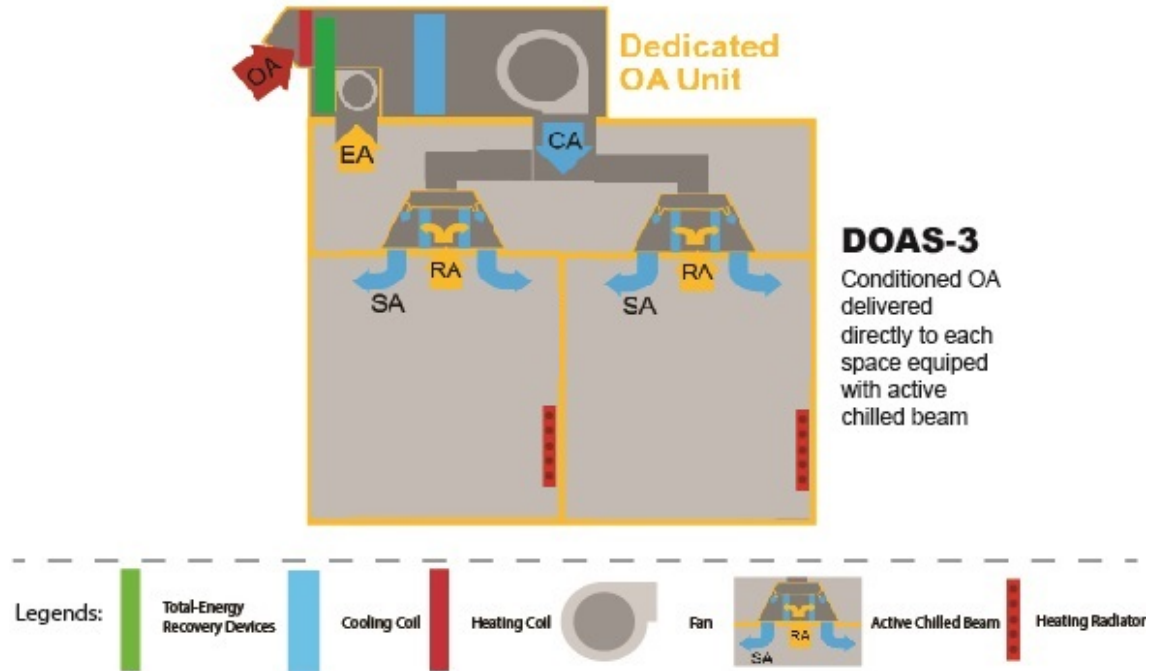 OA
Dedicated
OA Unit
EA
CA
RA
SA
RA
SA
DOAS-3
Conditioned OA
delivered
directly to each
space equiped
with active
chilled beam
Legends:
Total-Energy
Recovery Devices
Cooling Coil
Heating Coil
Fan
RA
SA
Active Chilled Beam
Heating Radiator